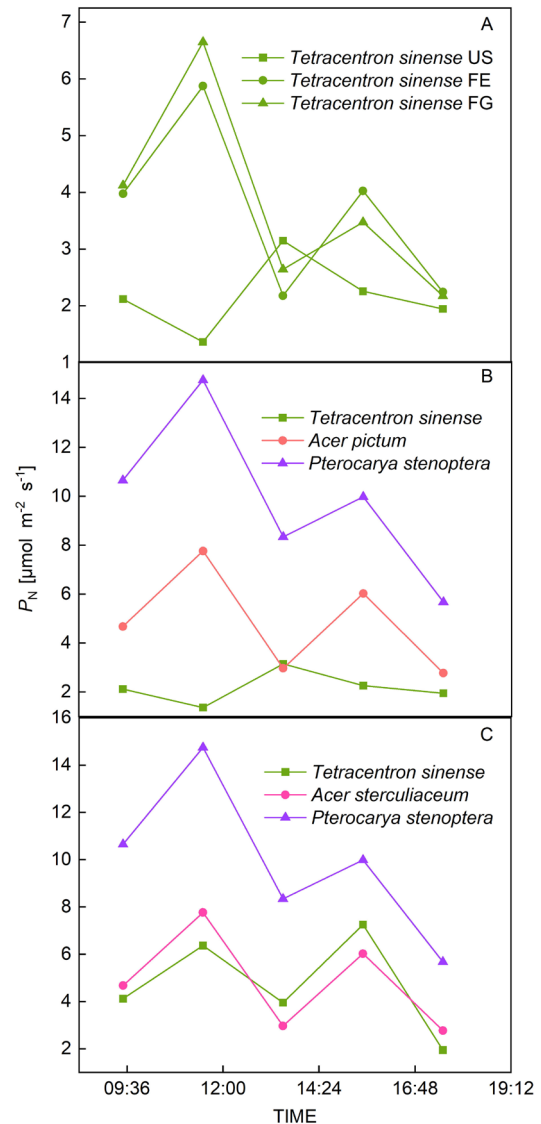 A
7
Tetracentron sinense US
Tetracentron sinense FE
Tetracentron sinense FG
6
5
4
3
2
1
B
14
Tetracentron sinense
Acer pictum
Pterocarya stenoptera
12
10
8
6
4
2
P_N [µmol m⁻² s⁻¹]
16
C
14
Tetracentron sinense
Acer sterculiaceum
Pterocarya stenoptera
12
10
8
6
4
2
09:36 12:00 14:24 16:48 19:12
TIME